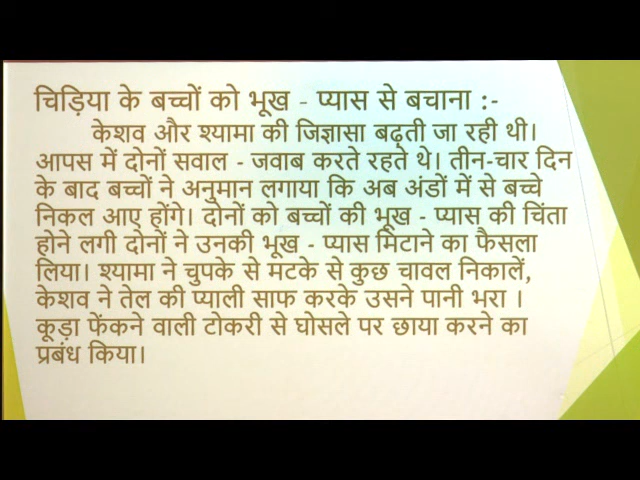 चिड़िया के बच्चों को भूख - प्यास से बचाना :-
केशव और श्यामा की जिज्ञासा बढ़ती जा रही थी।
आपस में दोनों सवाल - जवाब करते रहते थे। तीन-चार दिन
के बाद बच्चों ने अनुमान लगाया कि अब अंडों में से बच्चे
निकल आए होंगे। दोनों को बच्चों की भूख - प्यास की चिंता
होने लगी दोनों ने उनकी भूख - प्यास मिटाने का फैसला
लिया। श्यामा ने चुपके से मटके से कुछ चावल निकालें,
केशव ने तेल की प्याली साफ करके उसने पानी भरा ।
कूड़ा फेंकने वाली टोकरी से घोसले पर छाया करने का
प्रबंध किया।